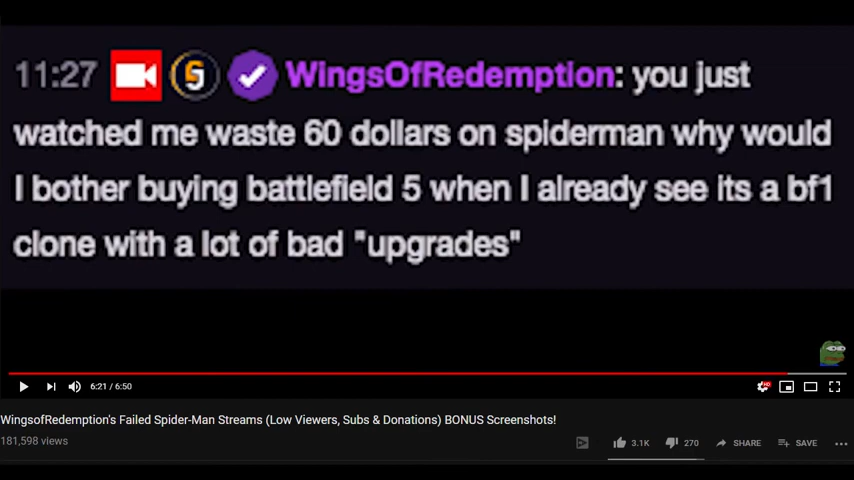 11:27 WingsOfRedemption: you just
watched me waste 60 dollars on spiderman why would
I bother buying battlefield 5 when I already see its a bf1
clone with a lot of bad "upgrades"
6:21 / 6:50
HD
WingsofRedemption's Failed Spider-Man Streams (Low Viewers, Subs & Donations) BONUS Screenshots!
181,598 views
3.1K 270 SHARE SAVE